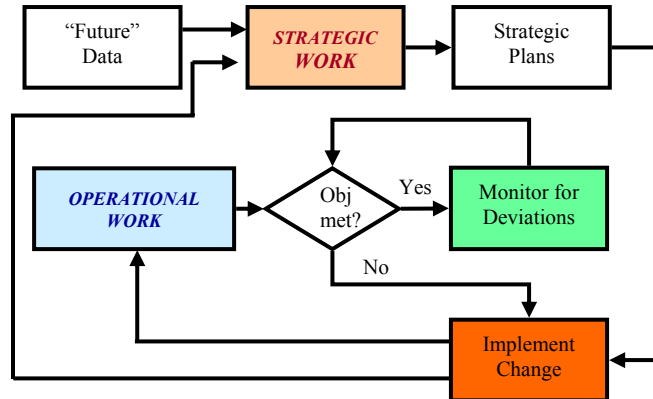 “Future”
Data
STRATEGIC
WORK
Strategic
Plans
OPERATIONAL
WORK
Obj
met?
Yes
Monitor for
Deviations
No
Implement
Change